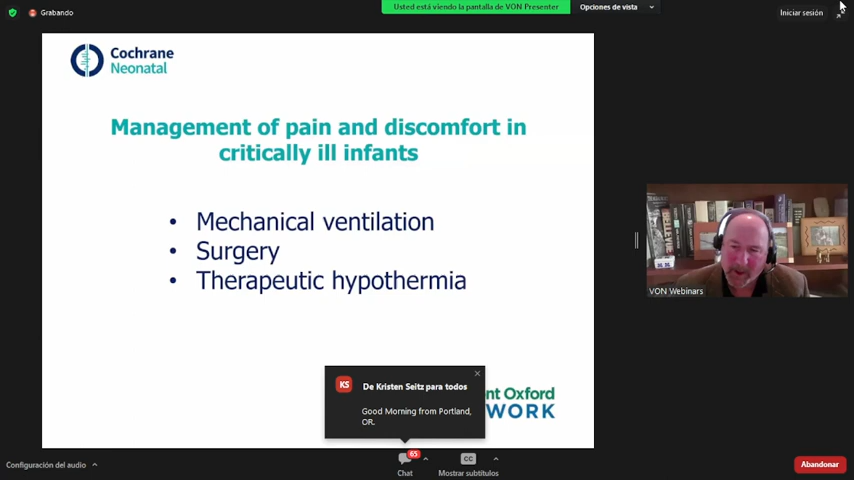 Grabando
Usted está viendo la pantalla de VON Presenter
Opciones de vista
Iniciar sesión
Cochrane
Neonatal
Management of pain and discomfort in
critically ill infants
• Mechanical ventilation
• Surgery
• Therapeutic hypothermia
VON Webinars
KS
De Kristen Seitz para todos
Good Morning from Portland,
OR.
nt Oxford
WORK
Configuración del audio
65
Chat
CC
Mostrar subtítulos
Abandonar